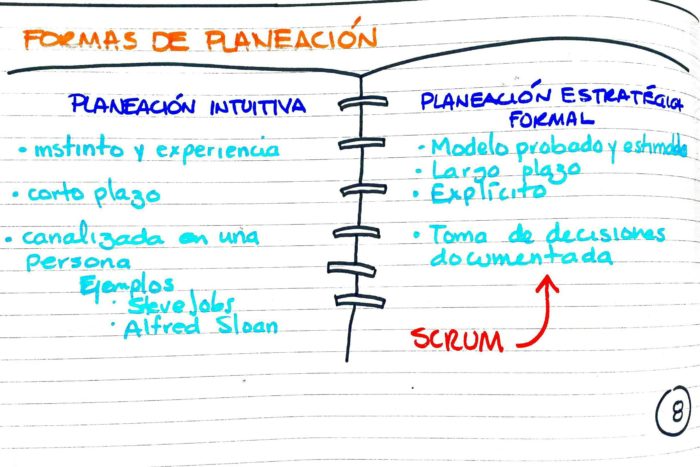 FORMAS DE PLANEACIÓN
PLANEACIÓN INTUITIVA
• instinto y experiencia
• corto plazo
• canalizada en una
persona
Ejemplos
• Steve Jobs
• Alfred Sloan
PLANEACIÓN ESTRATÉGICA
FORMAL
• Modelo probado y estimado
• Largo plazo
• Explícito
• Toma de decisiones
documentada
SCRUM
8